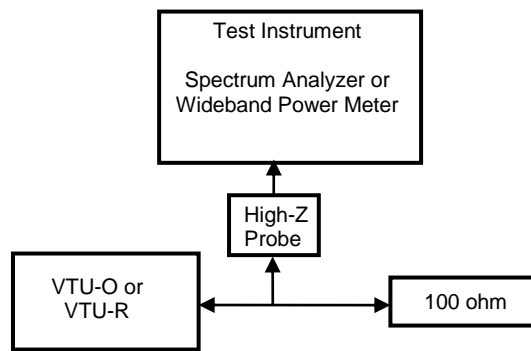 Test Instrument
Spectrum Analyzer or
Wideband Power Meter
High-Z
Probe
VTU-O or
VTU-R
100 ohm